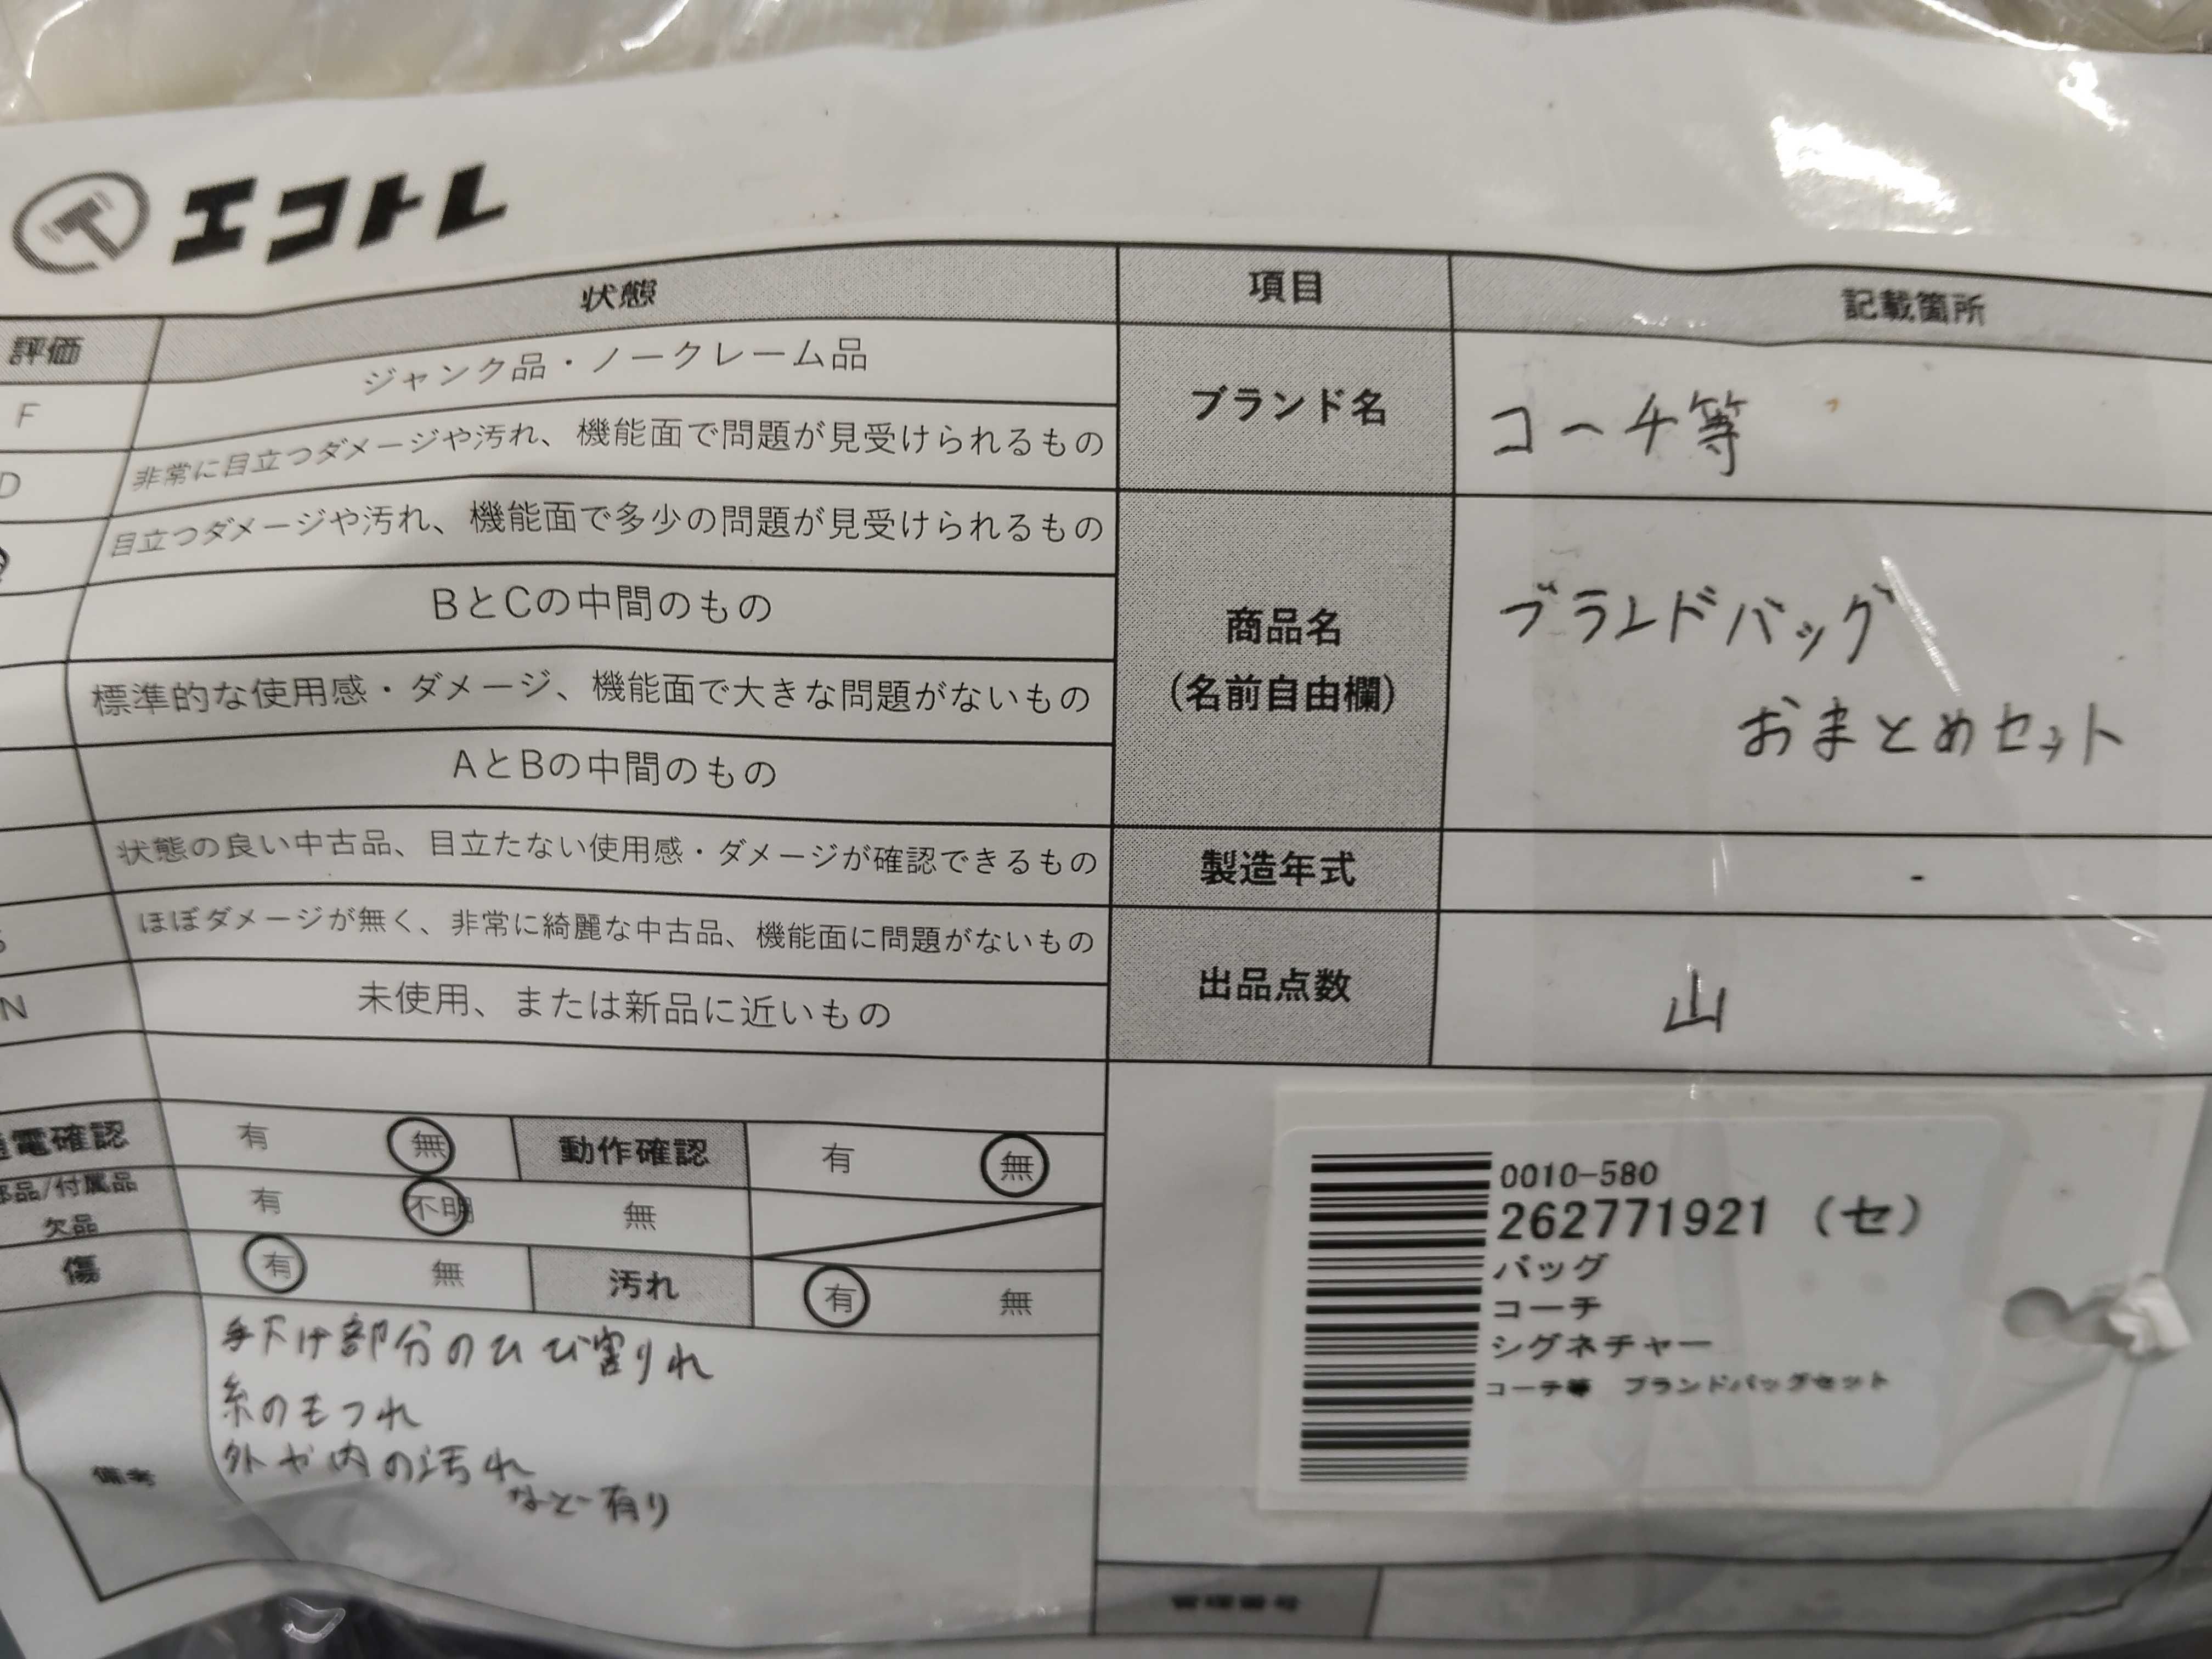 エコトレ
評価 状態 項目 記載箇所
F ジャンク品・ノークレーム品
D 非常に目立つダメージや汚れ、機能面で問題が見受けられるもの
目立つダメージや汚れ、機能面で多少の問題が見受けられるもの
BとCの中間のもの
標準的な使用感・ダメージ、機能面で大きな問題がないもの
AとBの中間のもの
状態の良い中古品、目立たない使用感・ダメージが確認できるもの
ほぼダメージが無く、非常に綺麗な中古品、機能面に問題がないもの
N 未使用、または新品に近いもの
ブランド名 コーチ等
商品名
(名前自由欄)
ブランドバッグ
おまとめセット
製造年式 -
出品点数 山
電確認 有 無 動作確認 有 無
部品/付属品
欠品
有 不明 無
傷 有 無 汚れ 有 無
備考
手下げ部分のひび割れ
糸のもつれ
外や内の汚れ
など有り
0010-580
262771921 (セ)
バッグ
コーチ
シグネチャー
コーチ等 ブランドバッグセット